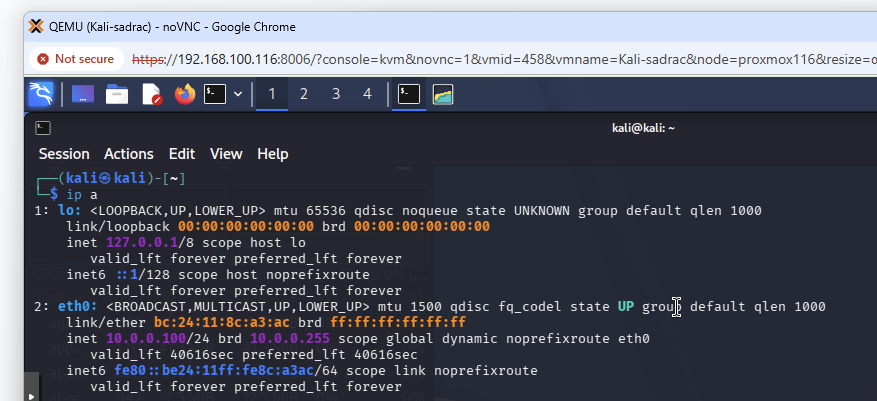 QEMU (Kali-sadrac) - noVNC - Google Chrome
Not secure https://192.168.100.116:8006/?console=kvm&novnc=1&vmid=458&vmname=Kali-sadrac&node=proxmox116&resize=o
1 2 3 4
kali@kali: ~
Session Actions Edit View Help
┌──(kali㉿kali)-[~]
└─$ ip a
1: lo: <LOOPBACK,UP,LOWER_UP> mtu 65536 qdisc noqueue state UNKNOWN group default qlen 1000
link/loopback 00:00:00:00:00:00 brd 00:00:00:00:00:00
inet 127.0.0.1/8 scope host lo
valid_lft forever preferred_lft forever
inet6 ::1/128 scope host noprefixroute
valid_lft forever preferred_lft forever
2: eth0: <BROADCAST,MULTICAST,UP,LOWER_UP> mtu 1500 qdisc fq_codel state UP group default qlen 1000
link/ether bc:24:11:8c:a3:ac brd ff:ff:ff:ff:ff:ff
inet 10.0.0.100/24 brd 10.0.0.255 scope global dynamic noprefixroute eth0
valid_lft 40616sec preferred_lft 40616sec
inet6 fe80::be24:11ff:fe8c:a3ac/64 scope link noprefixroute
valid_lft forever preferred_lft forever